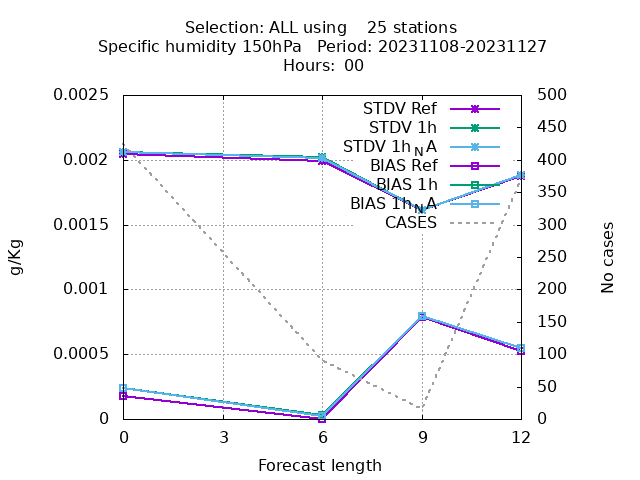 Selection: ALL using    25 stations
Specific humidity 150hPa   Period: 20231108-20231127
Hours:  00
0.0025
0.002
0.0015
0.001
0.0005
0
500
450
400
350
300
250
200
150
100
50
0
STDV Ref
STDV 1h
STDV 1hNA
BIAS Ref
BIAS 1h
BIAS 1hNA
CASES
g/Kg
No cases
0 3 6 9 12
Forecast length